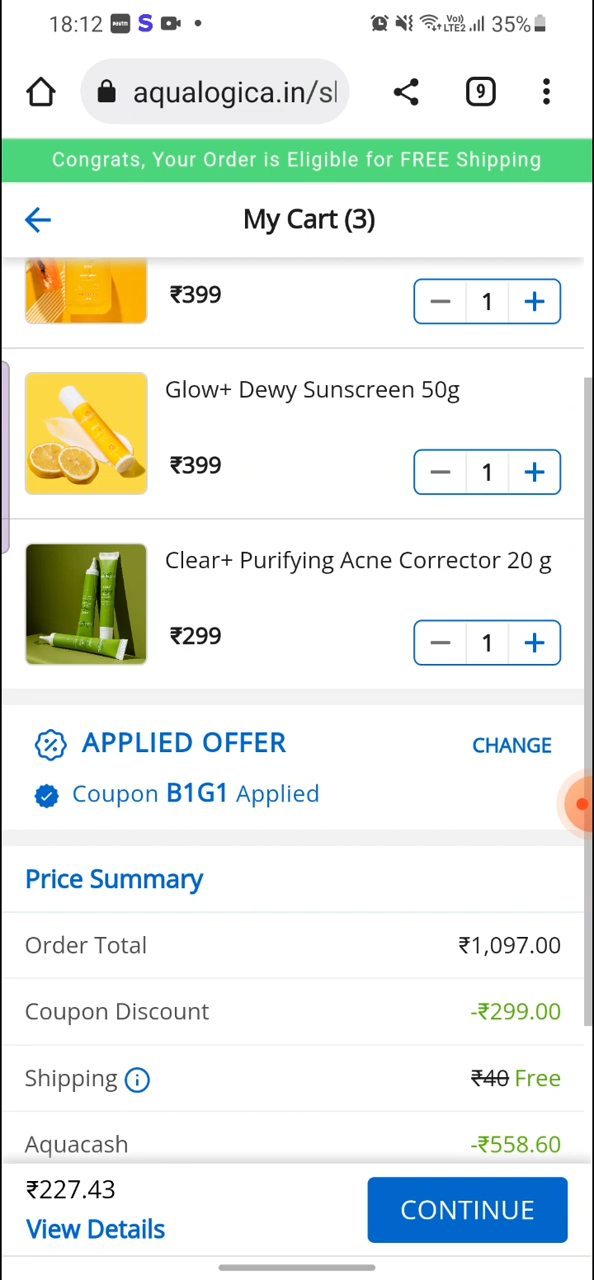 18:12 Paytm S • Vo)) LTE2 35%
aqualogica.in/sl
9
Congrats, Your Order is Eligible for FREE Shipping
My Cart (3)
₹399
1
Glow+ Dewy Sunscreen 50g
₹399
1
Clear+ Purifying Acne Corrector 20 g
₹299
1
APPLIED OFFER
CHANGE
Coupon B1G1 Applied
Price Summary
Order Total ₹1,097.00
Coupon Discount -₹299.00
Shipping ₹40 Free
Aquacash -₹558.60
₹227.43
View Details
CONTINUE